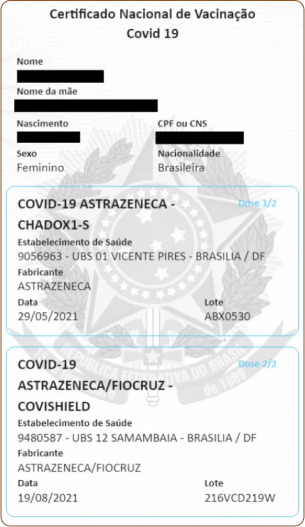 Certificado Nacional de Vacinação
Covid 19
Nome
Nome da mãe
Nascimento CPF ou CNS
Sexo Nacionalidade
Feminino Brasileira
COVID-19 ASTRAZENECA - Dose 1/2
CHADOX1-S
Estabelecimento de Saúde
9056963 - UBS 01 VICENTE PIRES - BRASILIA / DF
Fabricante
ASTRAZENECA
Data Lote
29/05/2021 ABX0530
COVID-19 Dose 2/2
ASTRAZENECA/FIOCRUZ -
COVISHIELD
Estabelecimento de Saúde
9480587 - UBS 12 SAMAMBAIA - BRASILIA / DF
Fabricante
ASTRAZENECA/FIOCRUZ
Data Lote
19/08/2021 216VCD219W